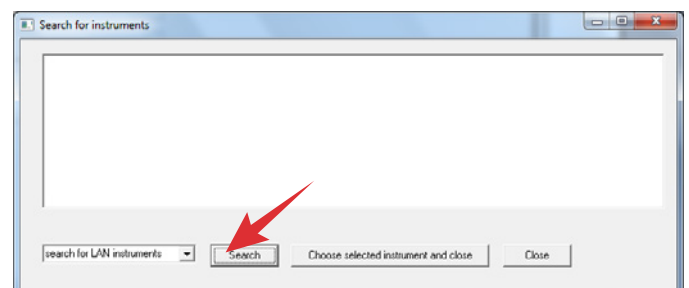 Search for instruments
search for LAN instruments Search Choose selected instrument and close Close